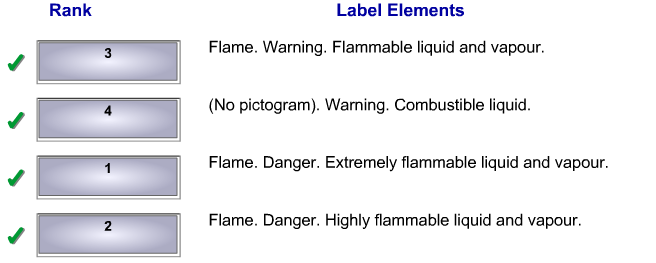 Rank Label Elements
3 Flame. Warning. Flammable liquid and vapour.
4 (No pictogram). Warning. Combustible liquid.
1 Flame. Danger. Extremely flammable liquid and vapour.
2 Flame. Danger. Highly flammable liquid and vapour.